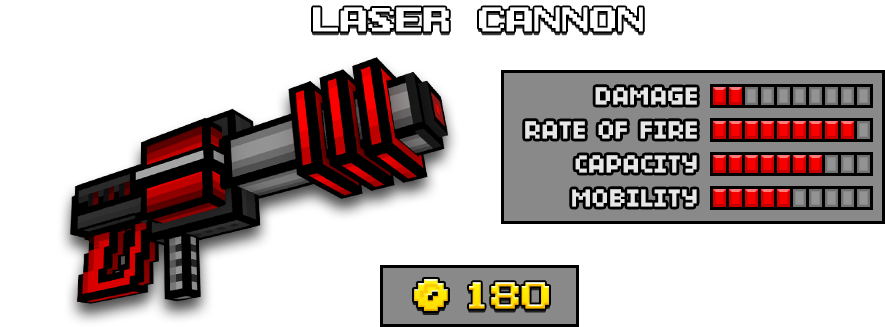 LASER CANNON
DAMAGE
RATE OF FIRE
CAPACITY
MOBILITY
180